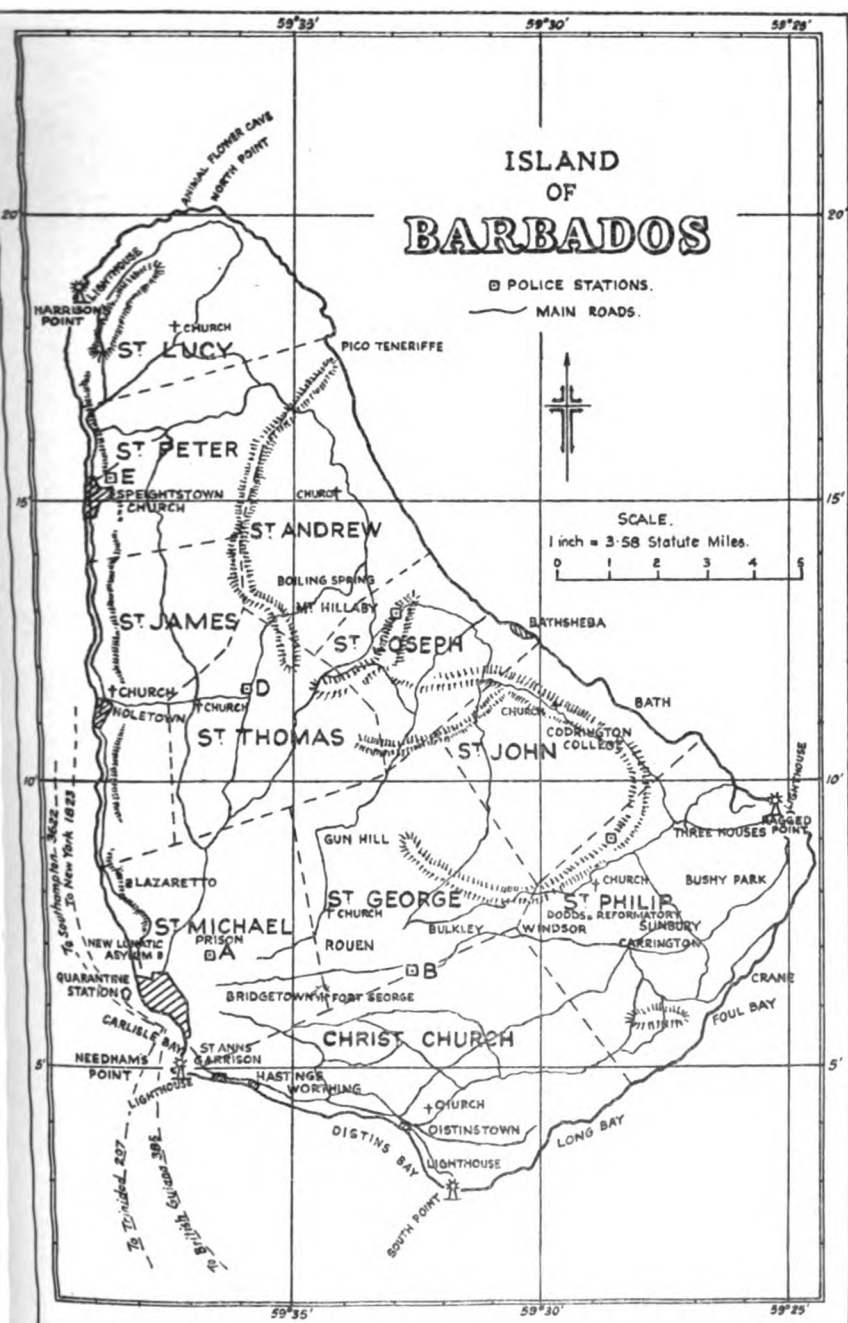 59°35'
59°30'
59°25'
ANIMAL FLOWER CAVE
NORTH POINT
ISLAND
OF
BARBADOS
20'
20'
POLICE STATIONS.
MAIN ROADS.
LIGHTHOUSE
HARRISONS
POINT
CHURCH
ST LUCY
PICO TENERIFFE
ST PETER
E
SPEIGHTSTOWN
CHURCH
CHURCH
15'
15'
ST ANDREW
SCALE.
1 inch = 3·58 Statute Miles.
0 1 2 3 4 5
BOILING SPRING
MT HILLABY
ST JAMES
ST JOSEPH
BATHSHEBA
CHURCH
D
CHURCH
HOLETOWN
ST THOMAS
BATH
CHURCH
CODRINGTON
COLLEGE
ST JOHN
10'
10'
LIGHTHOUSE
RAGGED
POINT
THREE HOUSES
To Southampton 3622
To New York 1823
GUN HILL
LAZARETTO
CHURCH
BUSHY PARK
ST GEORGE
ST PHILIP
CHURCH
DODDS REFORMATORY
ST MICHAEL
PRISON
A
NEW LUNATIC
ASYLUM
ROUEN
BULKLEY
WINDSOR
SUNBURY
CARRINGTON
B
QUARANTINE
STATION
BRIDGETOWN
FORT GEORGE
CRANE
FOUL BAY
CARLISLE BAY
CHRIST CHURCH
ST ANNS
GARRISON
NEEDHAMS
POINT
5'
5'
LIGHTHOUSE
HASTINGS
WORTHING
CHURCH
OISTINSTOWN
DISTINS BAY
LONG BAY
LIGHTHOUSE
SOUTH POINT
To Trinidad 207
To British Guiana 386
59°35'
59°30'
59°25'